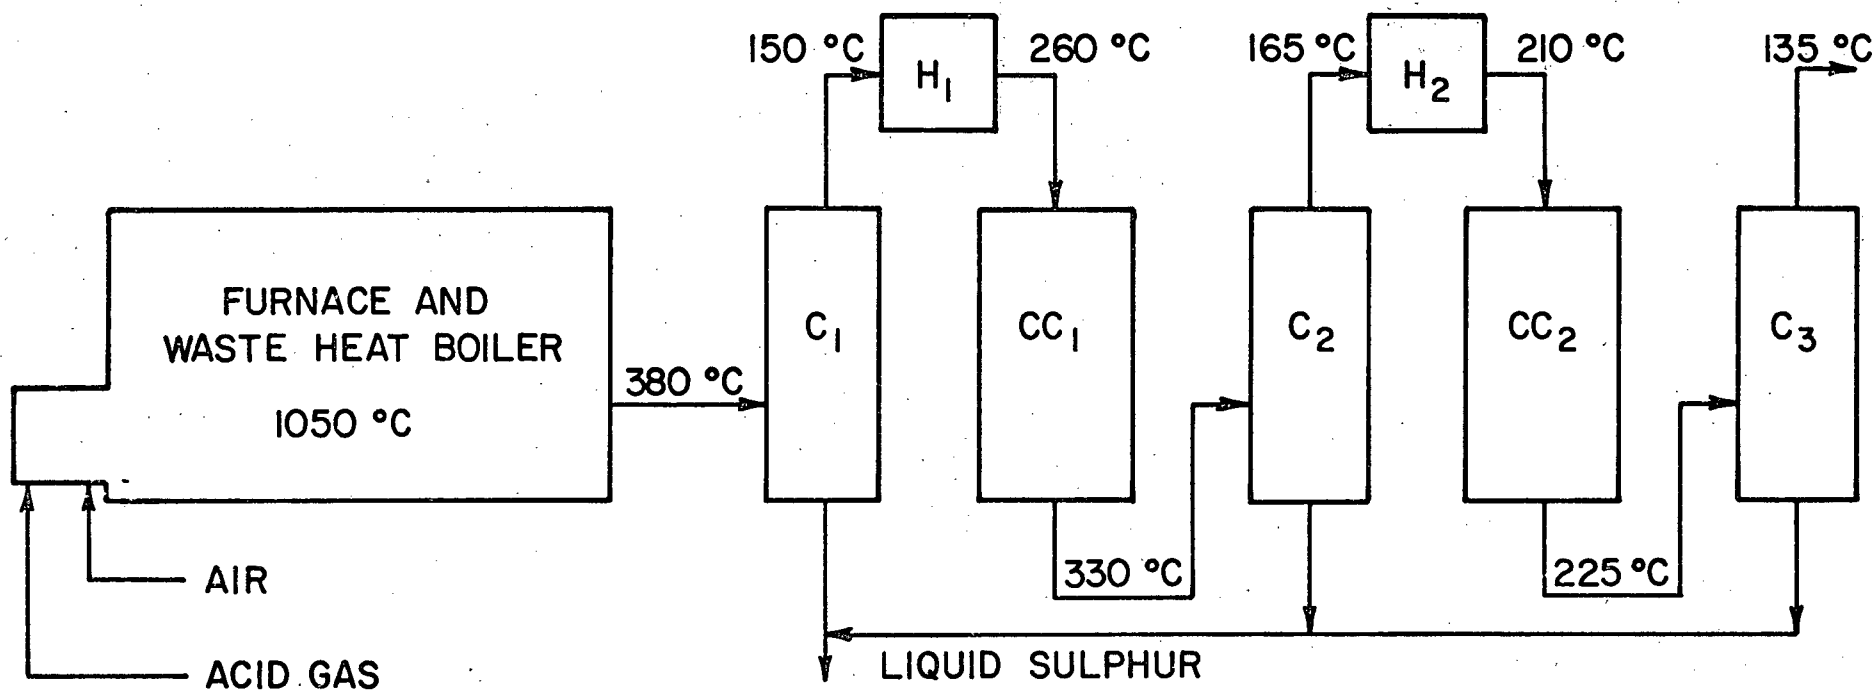 150 °C
H1
260 °C
165 °C
H2
210 °C
135 °C
FURNACE AND
WASTE HEAT BOILER
1050 °C
380 °C
C1
CC1
C2
CC2
C3
330 °C
225 °C
AIR
ACID GAS
LIQUID SULPHUR